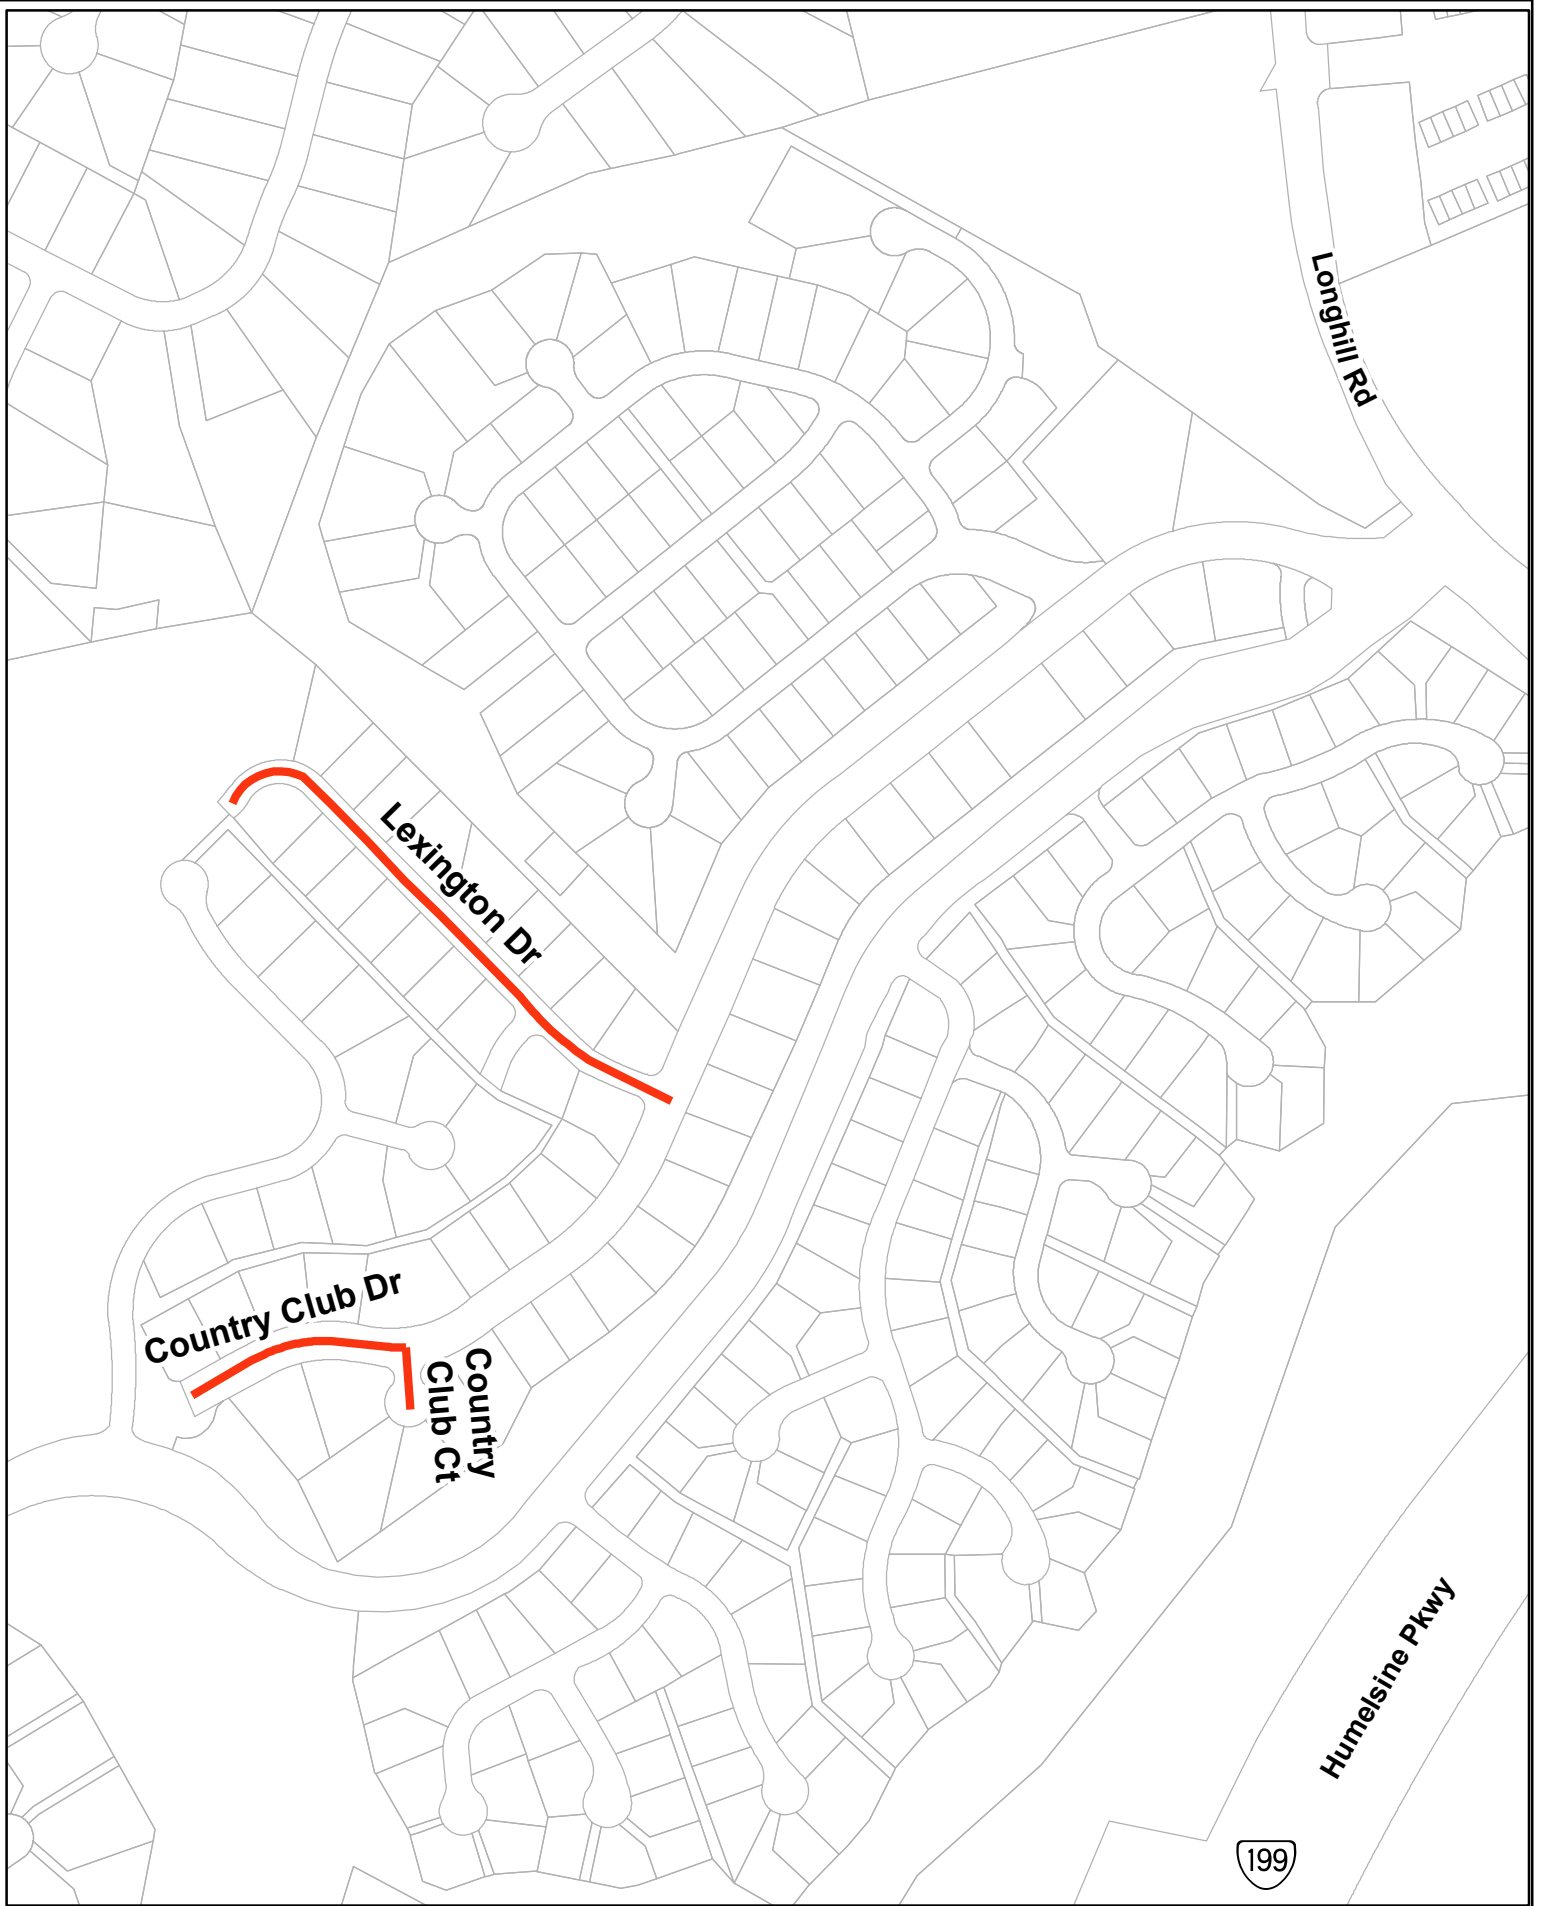 Longhill Rd
Lexington Dr
Country Club Dr
Country
Club Ct
Humelsine Pkwy
199